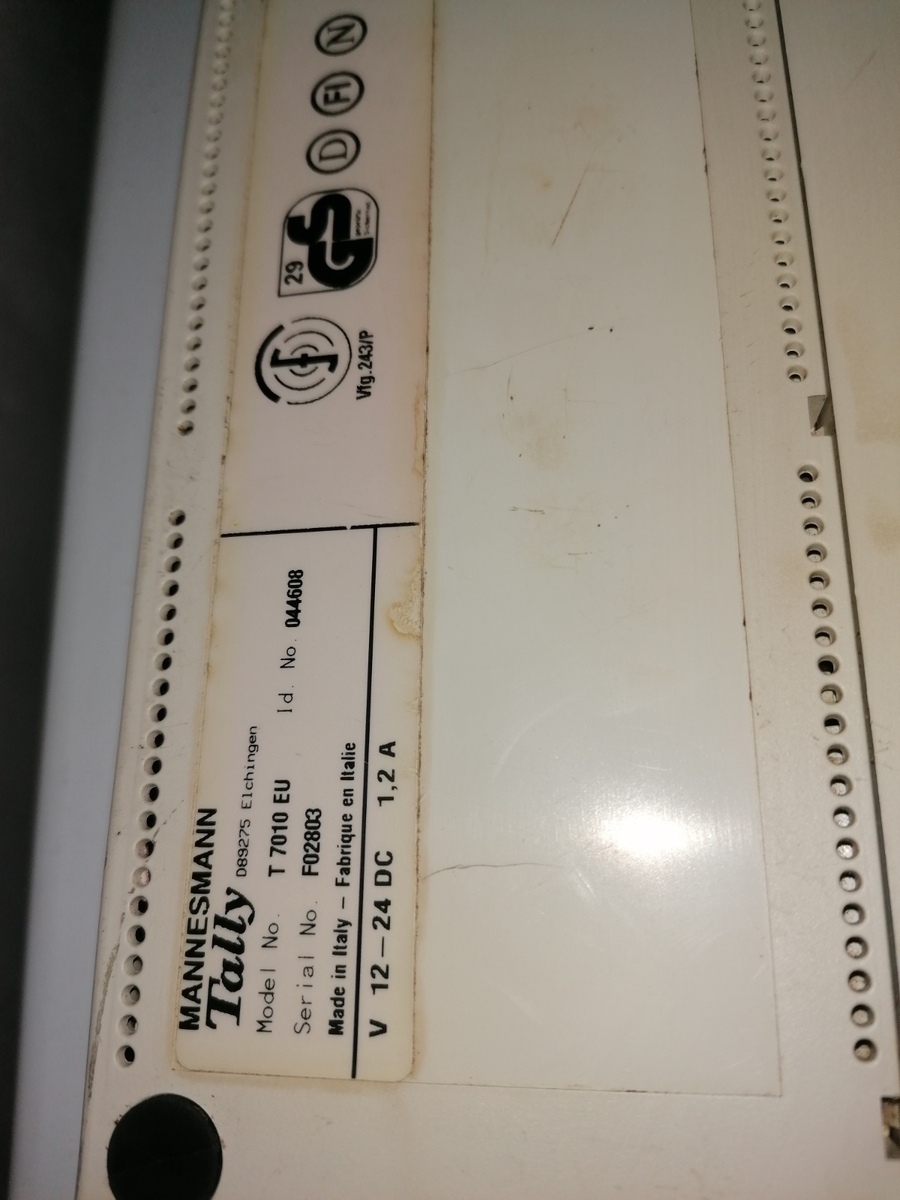 MANNESMANN
Tally D89275 Elchingen
Model No. T 7010 EU
Serial No. F02803 Id. No. 044608
Made in Italy – Fabrique en Italie
V 12–24 DC 1,2 A
Vfg.243/P
29
GS
D
FI
N